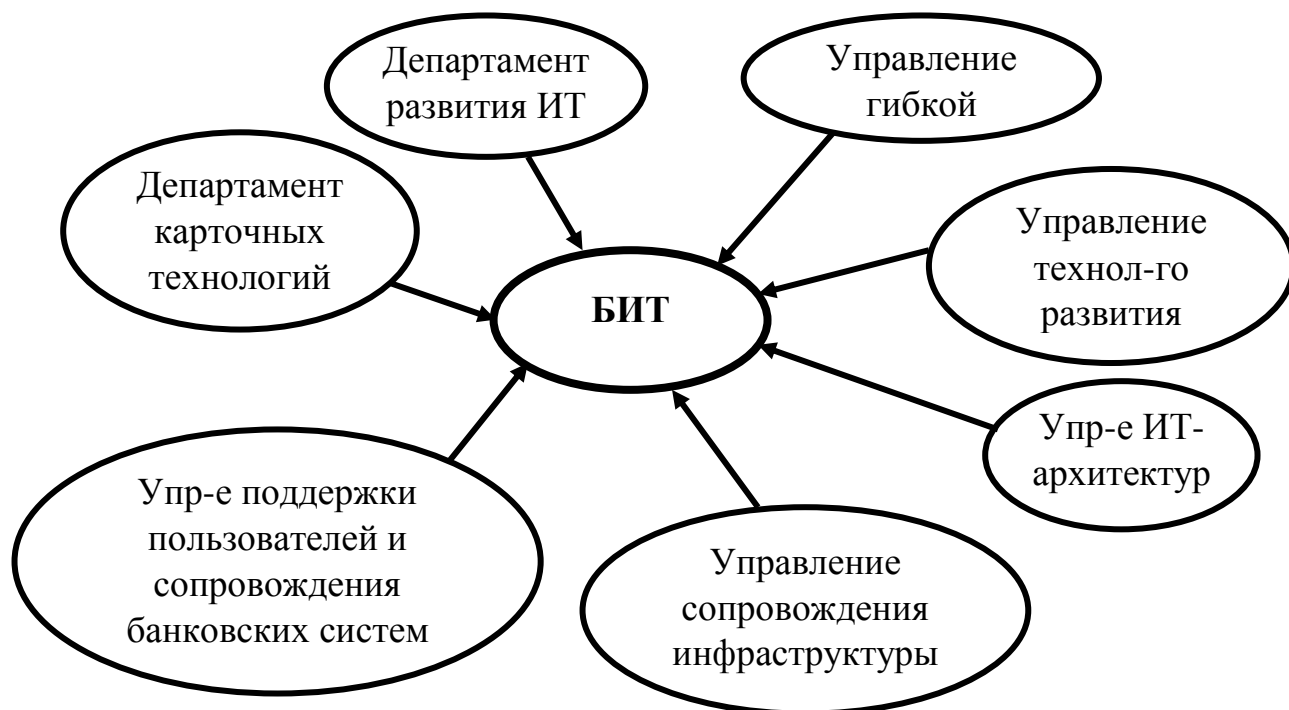 Департамент
развития ИТ
Управление
гибкой
Департамент
карточных
технологий
Управление
технол-го
развития
БИТ
Упр-е ИТ-
архитектур
Упр-е поддержки
пользователей и
сопровождения
банковских систем
Управление
сопровождения
инфраструктуры